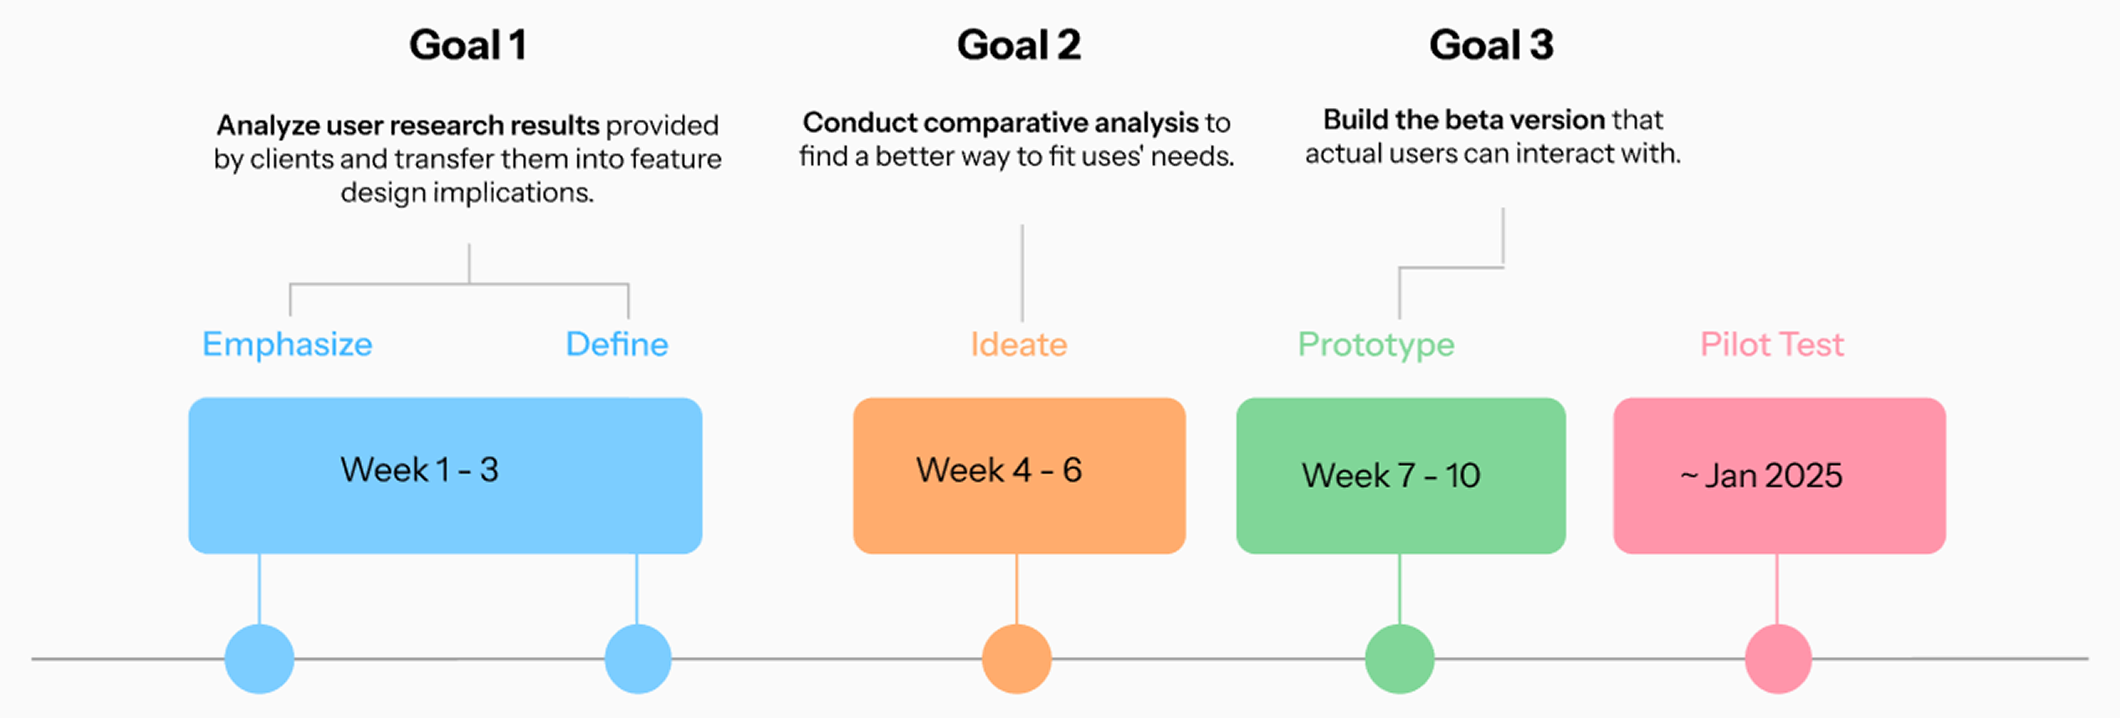 Goal 1
Analyze user research results provided
by clients and transfer them into feature
design implications.
Goal 2
Conduct comparative analysis to
find a better way to fit uses' needs.
Goal 3
Build the beta version that
actual users can interact with.
Emphasize
Define
Ideate
Prototype
Pilot Test
Week 1 - 3
Week 4 - 6
Week 7 - 10
~ Jan 2025